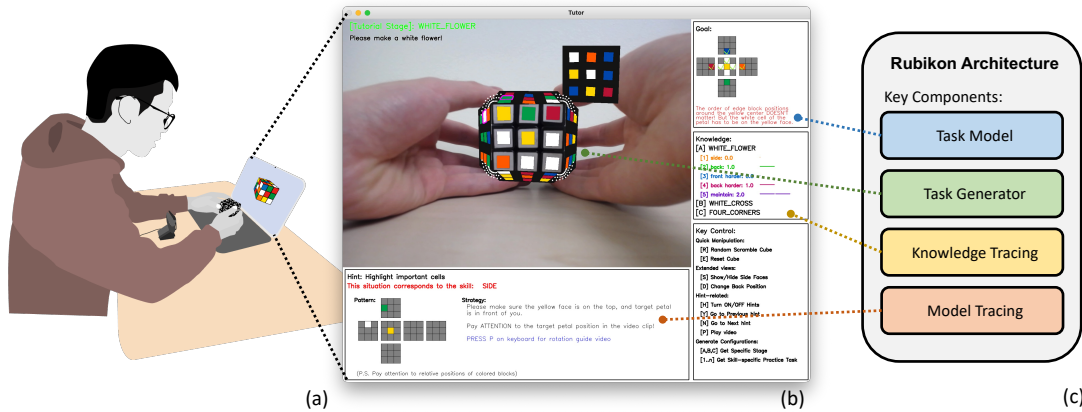 Tutor
[Tutorial Stage]: WHITE_FLOWER
Please make a white flower!
Goal:
The order of edge block positions
around the yellow center DOESN'T
matter! But the white cell of the
petal has to be on the yellow face.
Knowledge:
[A] WHITE_FLOWER
[1] side: 0.0
[2] back: 1.0
[3] front harder: 0.0
[4] back harder: 1.0
[5] maintain: 2.0
[B] WHITE_CROSS
[C] FOUR_CORNERS
Key Control:
Quick Manipulation:
[R] Random Scramble Cube
[E] Reset Cube
Extended views:
[S] Show/Hide Side Faces
[D] Change Back Position
Hint-related:
[H] Turn ON/OFF Hints
[Y] Go to Previous hint
[N] Go to Next hint
[P] Play video
Generate Configurations:
[A,B,C] Get Specific Stage
[1..n] Get Skill-specific Practice Task
Hint: Highlight important cells
This situation corresponds to the skill: SIDE
Pattern:
Strategy:
Please make sure the yellow face is on the top, and target petal
is in front of you.
Pay ATTENTION to the target petal position in the video clip!
PRESS P on keyboard for rotation guide video
(P.S. Pay attention to relative positions of colored blocks)
Rubikon Architecture
Key Components:
Task Model
Task Generator
Knowledge Tracing
Model Tracing
(a)
(b)
(c)